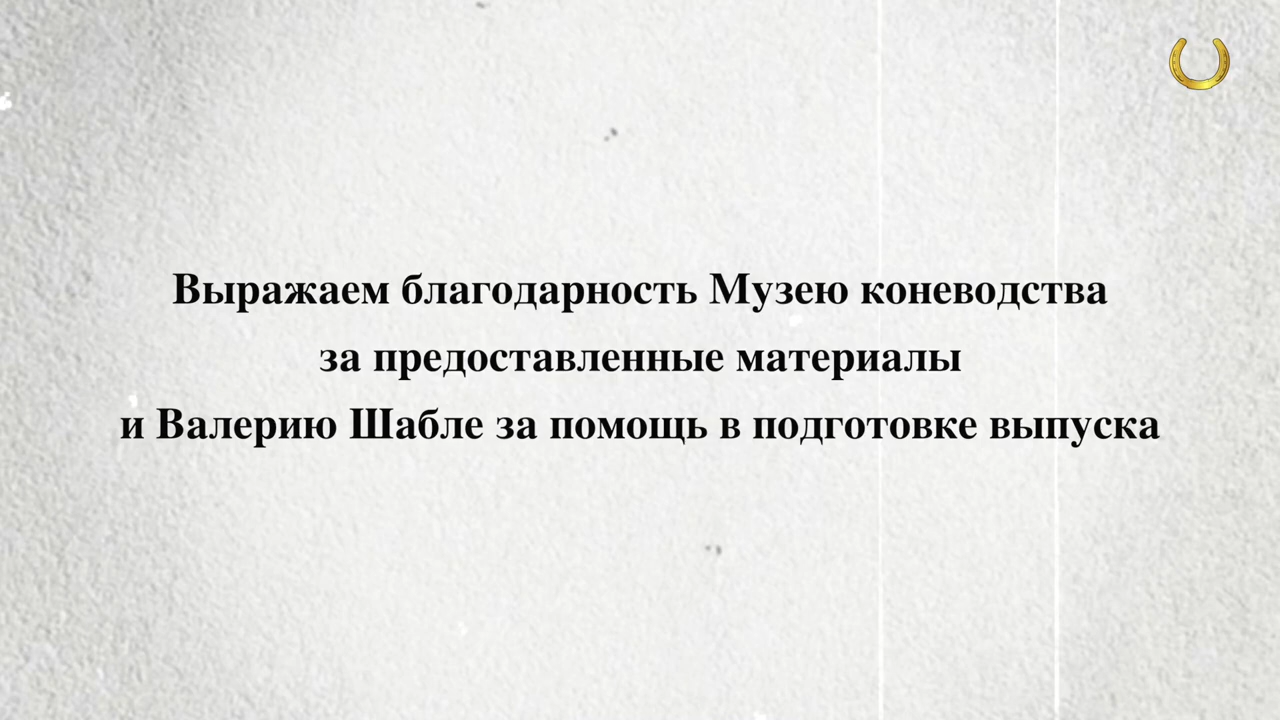 Выражаем благодарность Музею коневодства
за предоставленные материалы
и Валерию Шабле за помощь в подготовке выпуска